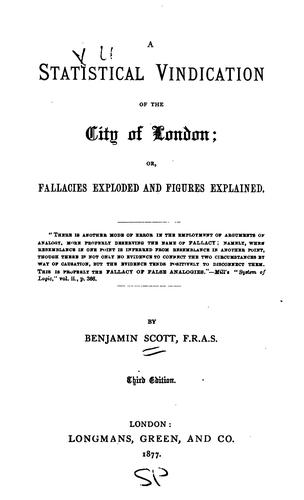 A
STATISTICAL VINDICATION
OF THE
City of London;
OR,
FALLACIES EXPLODED AND FIGURES EXPLAINED.
"THERE IS ANOTHER MODE OF ERROR IN THE EMPLOYMENT OF ARGUMENTS OF
ANALOGY, MORE PROPERLY DESERVING THE NAME OF FALLACY; NAMELY, WHEN
RESEMBLANCE IN ONE POINT IS INFERRED FROM RESEMBLANCE IN ANOTHER POINT,
THOUGH THERE IS NOT ONLY NO EVIDENCE TO CONNECT THE TWO CIRCUMSTANCES BY
WAY OF CAUSATION, BUT THE EVIDENCE TENDS POSITIVELY TO DISCONNECT THEM.
THIS IS PROPERLY THE FALLACY OF FALSE ANALOGIES."—Mill's "System of
Logic," vol. ii., p. 366.
BY
BENJAMIN SCOTT, F.R.A.S.
Third Edition.
LONDON:
LONGMANS, GREEN, AND CO.
1877.